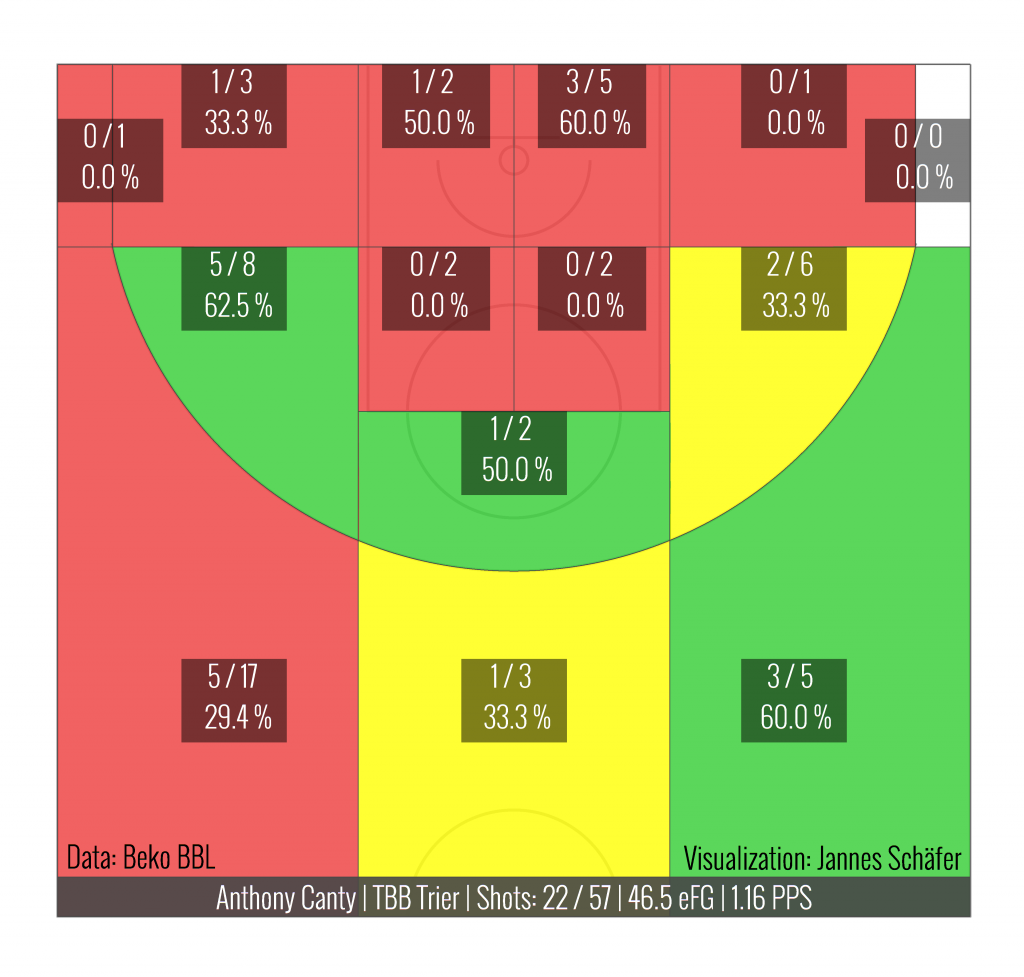 1 / 3
33.3 %
1 / 2
50.0 %
3 / 5
60.0 %
0 / 1
0.0 %
0 / 1
0.0 %
0 / 0
0.0 %
5 / 8
62.5 %
0 / 2
0.0 %
0 / 2
0.0 %
2 / 6
33.3 %
1 / 2
50.0 %
5 / 17
29.4 %
1 / 3
33.3 %
3 / 5
60.0 %
Data: Beko BBL
Visualization: Jannes Schäfer
Anthony Canty | TBB Trier | Shots: 22 / 57 | 46.5 eFG | 1.16 PPS